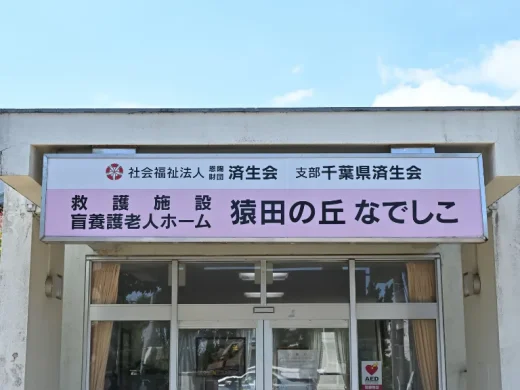 社会福祉法人 恩賜財団 済生会 支部千葉県済生会
救護施設
盲養護老人ホーム
猿田の丘 なでしこ
AED